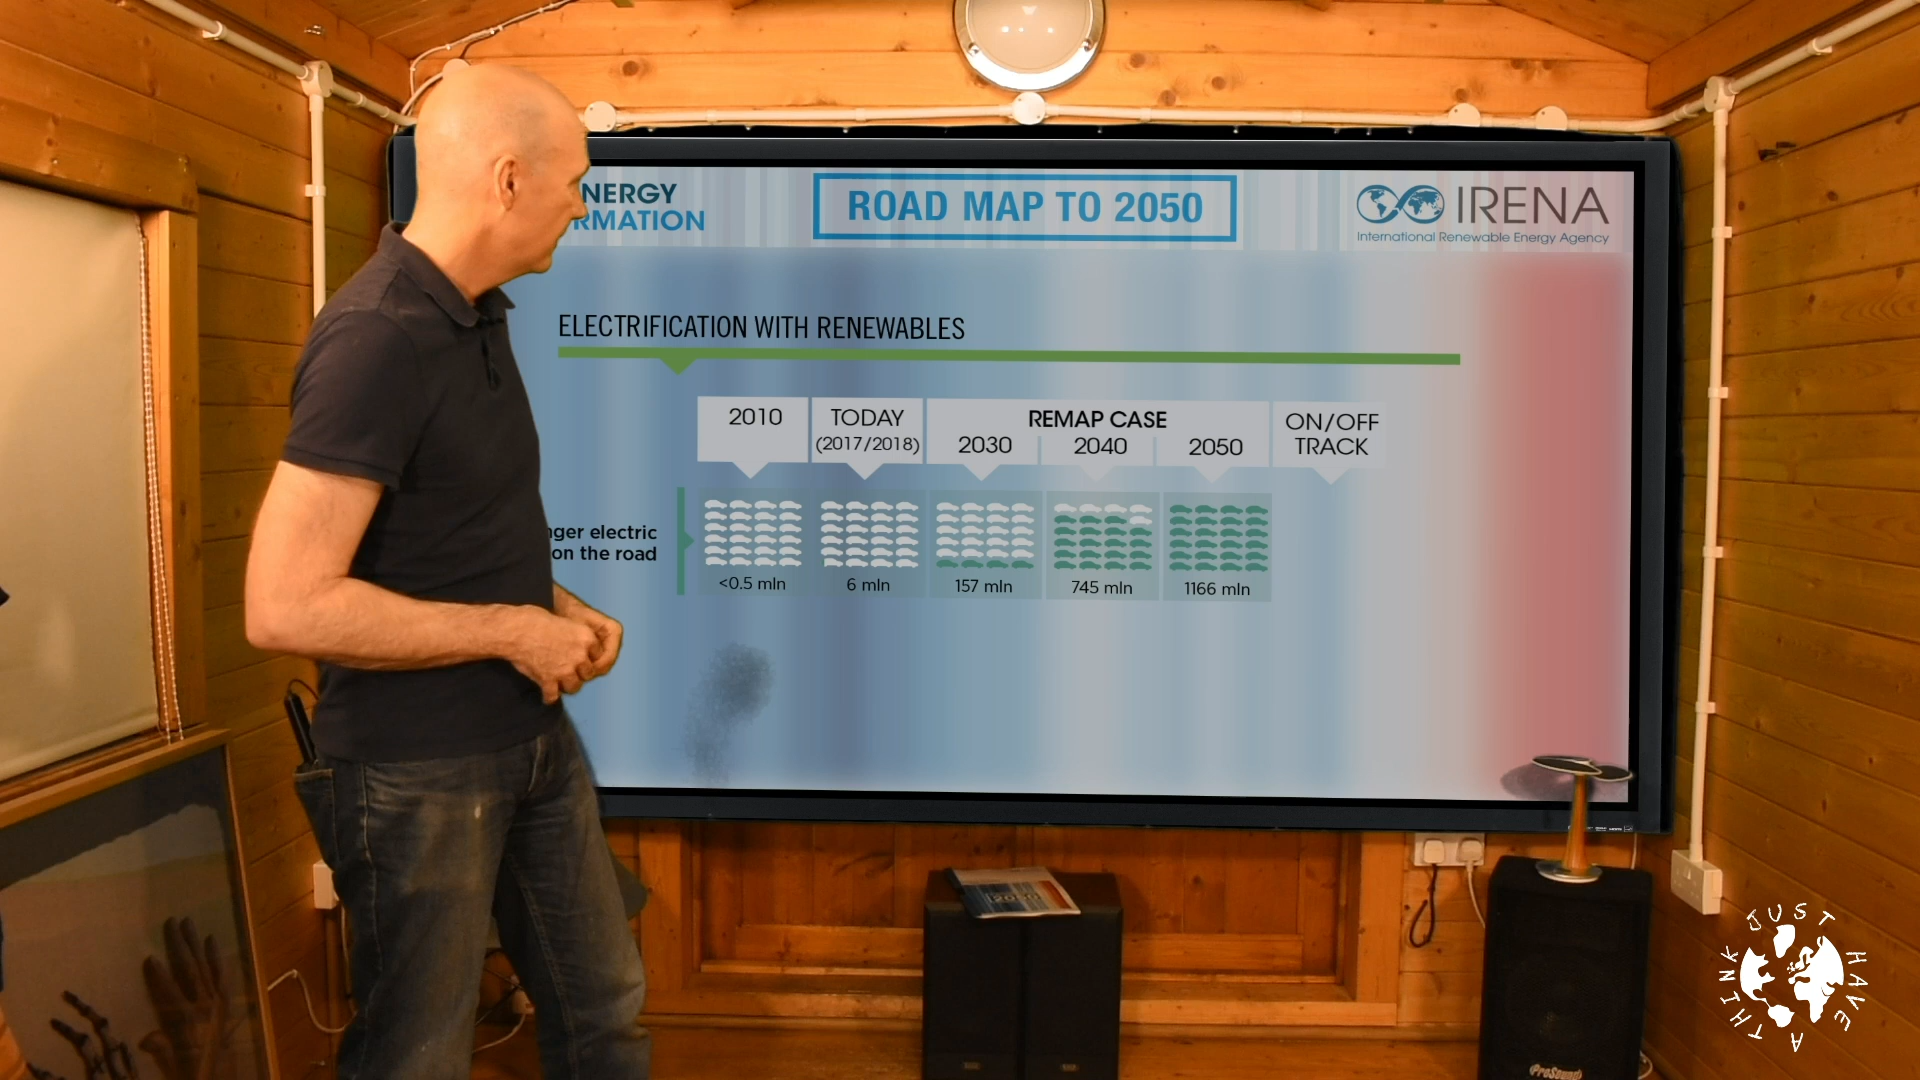 NERGY
RMATION
ROAD MAP TO 2050
IRENA
International Renewable Energy Agency
ELECTRIFICATION WITH RENEWABLES
2010
TODAY
(2017/2018)
REMAP CASE
2030
2040
2050
ON/OFF
TRACK
nger electric
on the road
<0.5 mln
6 mln
157 mln
745 mln
1166 mln
JUST HAVE A THINK
ProSound